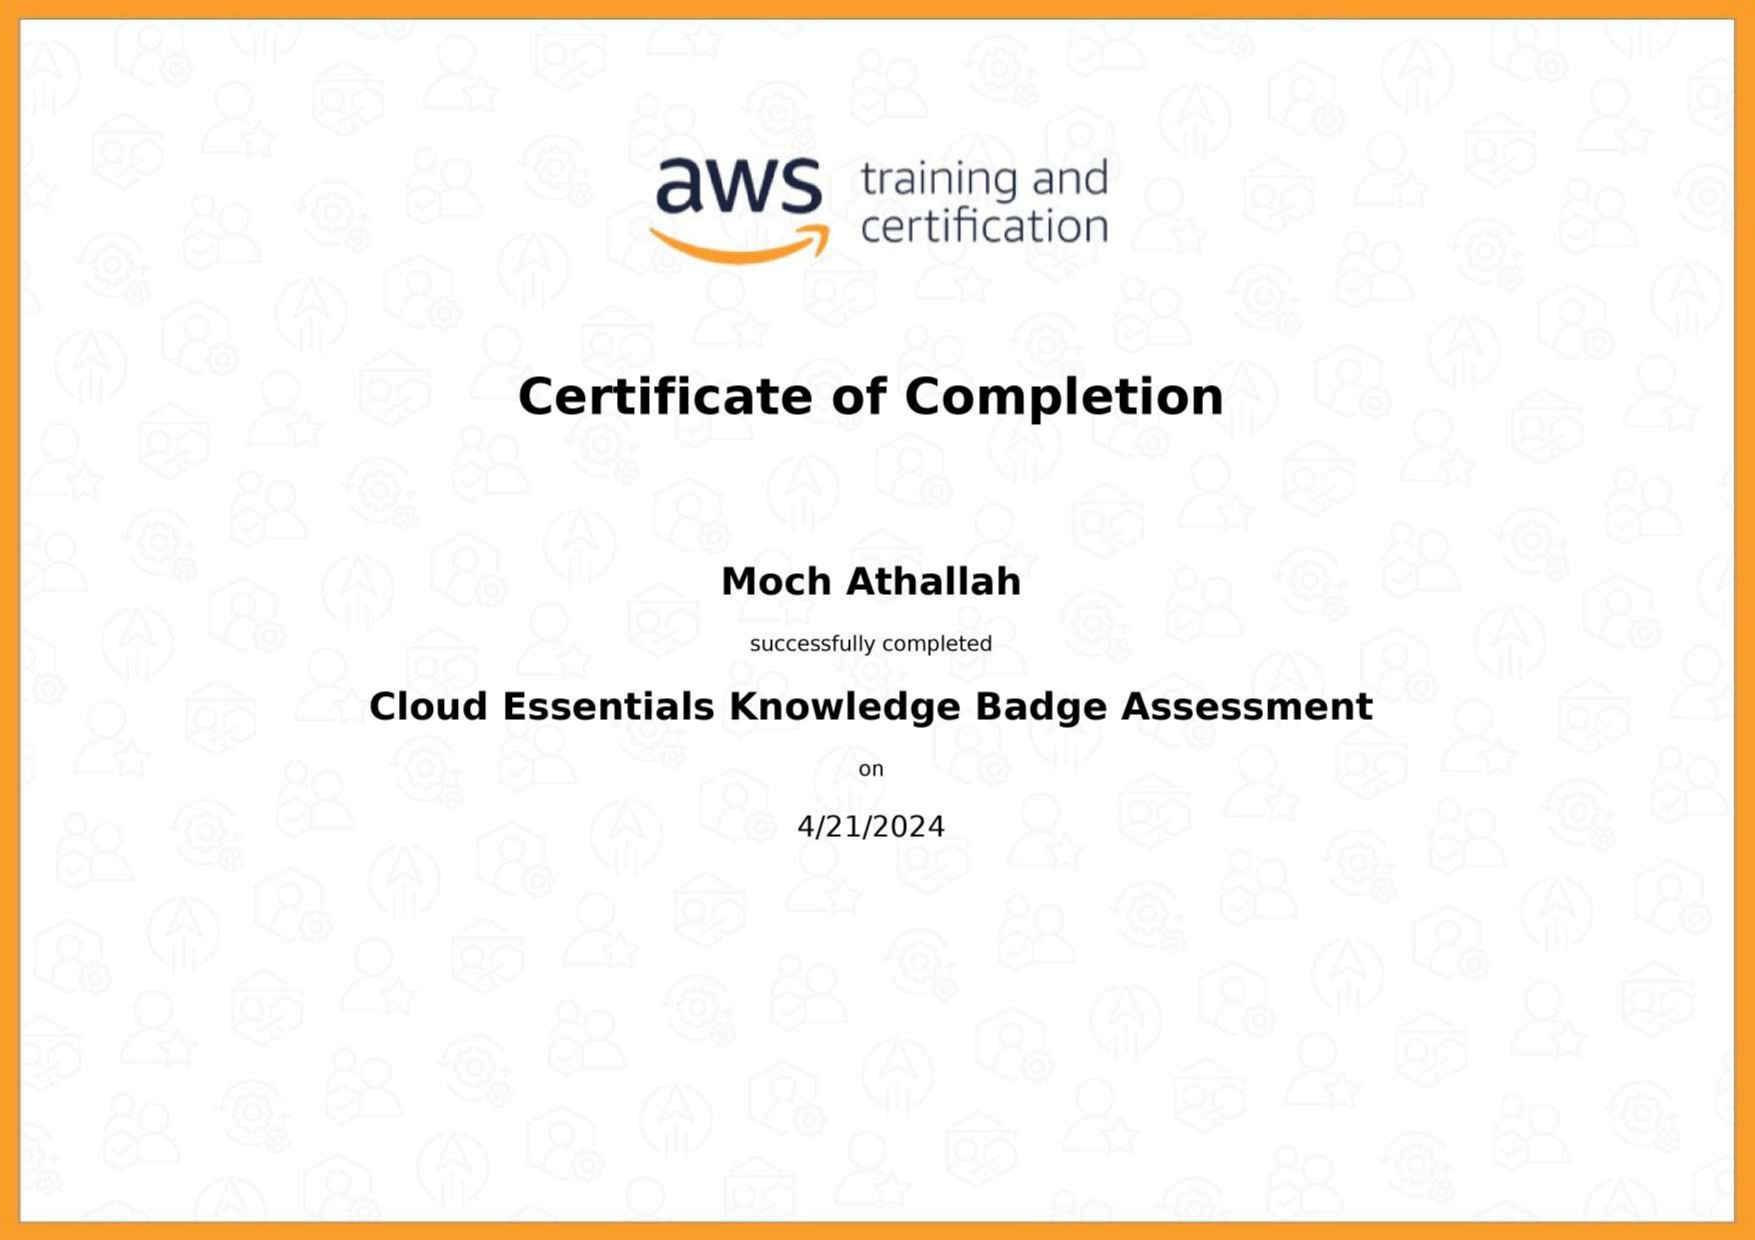 aws training and
certification
Certificate of Completion
Moch Athallah
successfully completed
Cloud Essentials Knowledge Badge Assessment
on
4/21/2024